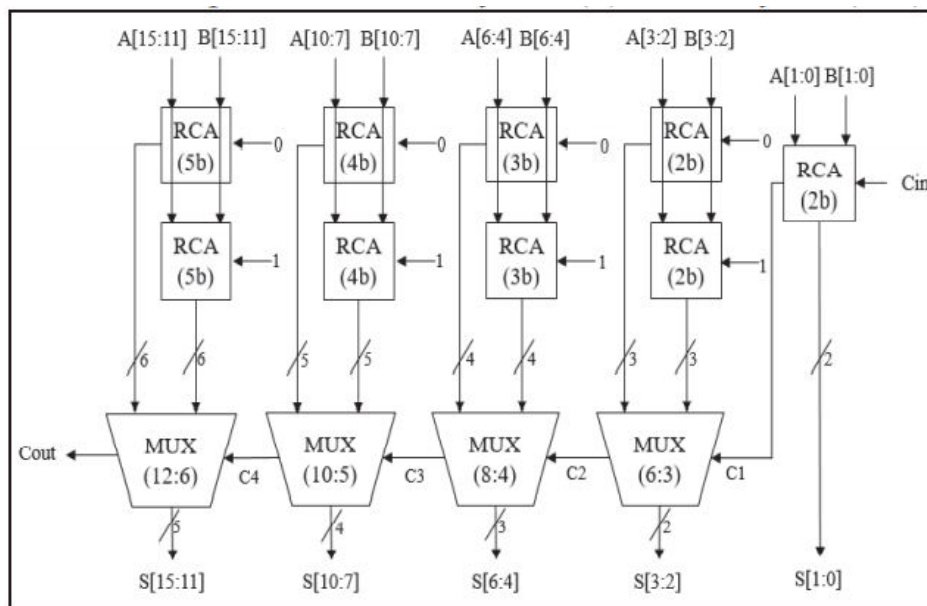 A[15:11] B[15:11] A[10:7] B[10:7] A[6:4] B[6:4] A[3:2] B[3:2]
A[1:0] B[1:0]
RCA
(5b)
0
RCA
(4b)
0
RCA
(3b)
0
RCA
(2b)
0
RCA
(2b)
Cin
RCA
(5b)
1
RCA
(4b)
1
RCA
(3b)
1
RCA
(2b)
1
6 6 5 5 4 4 3 3 2
Cout
MUX
(12:6)
C4
MUX
(10:5)
C3
MUX
(8:4)
C2
MUX
(6:3)
C1
5 4 3 2
S[15:11] S[10:7] S[6:4] S[3:2] S[1:0]